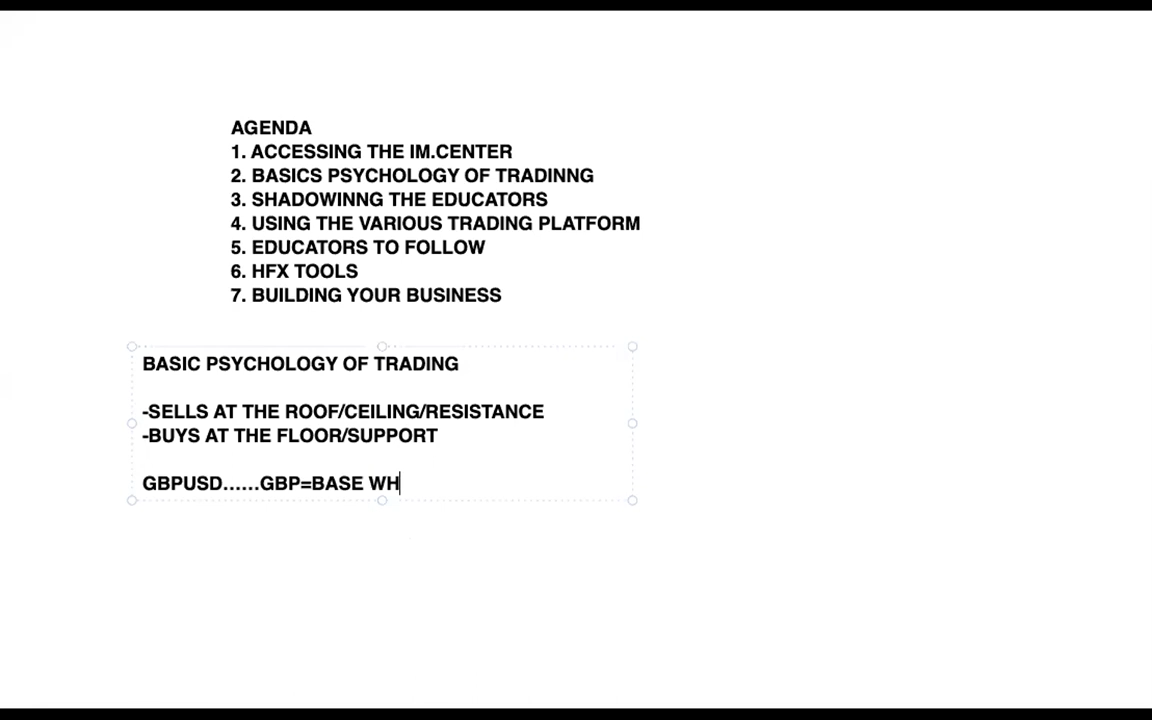 AGENDA
1. ACCESSING THE IM.CENTER
2. BASICS PSYCHOLOGY OF TRADINNG
3. SHADOWINNG THE EDUCATORS
4. USING THE VARIOUS TRADING PLATFORM
5. EDUCATORS TO FOLLOW
6. HFX TOOLS
7. BUILDING YOUR BUSINESS
BASIC PSYCHOLOGY OF TRADING
-SELLS AT THE ROOF/CEILING/RESISTANCE
-BUYS AT THE FLOOR/SUPPORT
GBPUSD......GBP=BASE WH